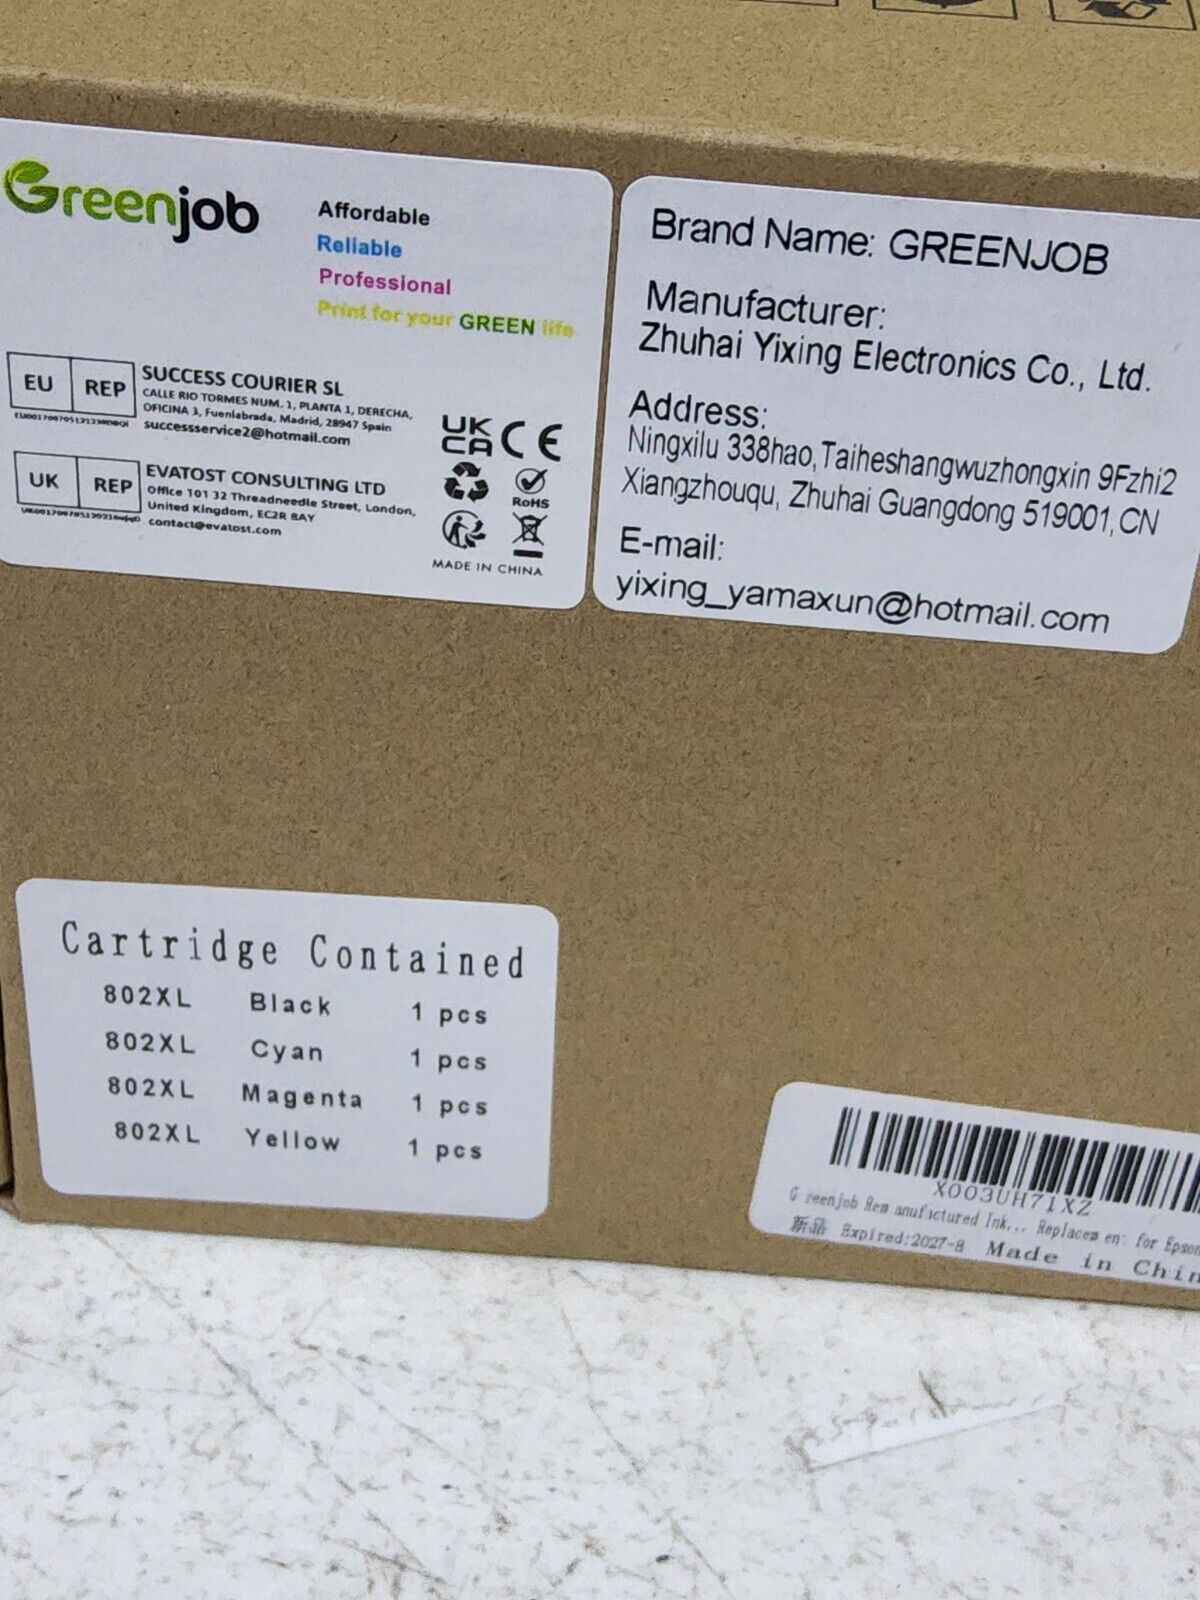 Greenjob
Affordable
Reliable
Professional
Print for your GREEN life
EU REP
SUCCESS COURIER SL
CALLE RIO TORMES NUM. 1, PLANTA 1, DERECHA,
OFICINA 3, Fuenlabrada, Madrid, 28947 Spain
successservice2@hotmail.com
UK REP
EVATOST CONSULTING LTD
Office 101 32 Threadneedle Street, London,
United Kingdom, EC2R 8AY
contact@evatost.com
UK
CA CE
RoHS
MADE IN CHINA
Brand Name: GREENJOB
Manufacturer:
Zhuhai Yixing Electronics Co., Ltd.
Address:
Ningxilu 338hao,Taiheshangwuzhongxin 9Fzhi2
Xiangzhouqu, Zhuhai Guangdong 519001,CN
E-mail:
yixing_yamaxun@hotmail.com
Cartridge Contained
802XL Black 1 pcs
802XL Cyan 1 pcs
802XL Magenta 1 pcs
802XL Yellow 1 pcs
X003UH71XZ
Greenjob Remanufactured Ink... Replacement for Epson
新品 Expired:2027-8 Made in Chin